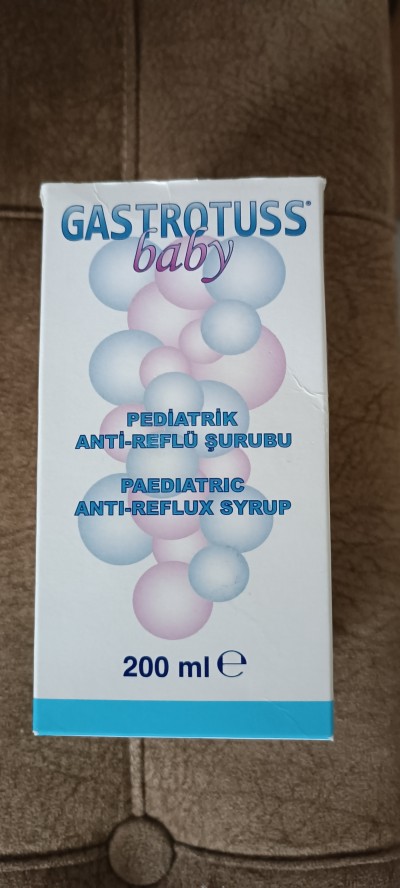 GASTROTUSS®
baby
PEDİATRİK
ANTİ-REFLÜ ŞURUBU
PAEDIATRIC
ANTI-REFLUX SYRUP
200 ml ℮